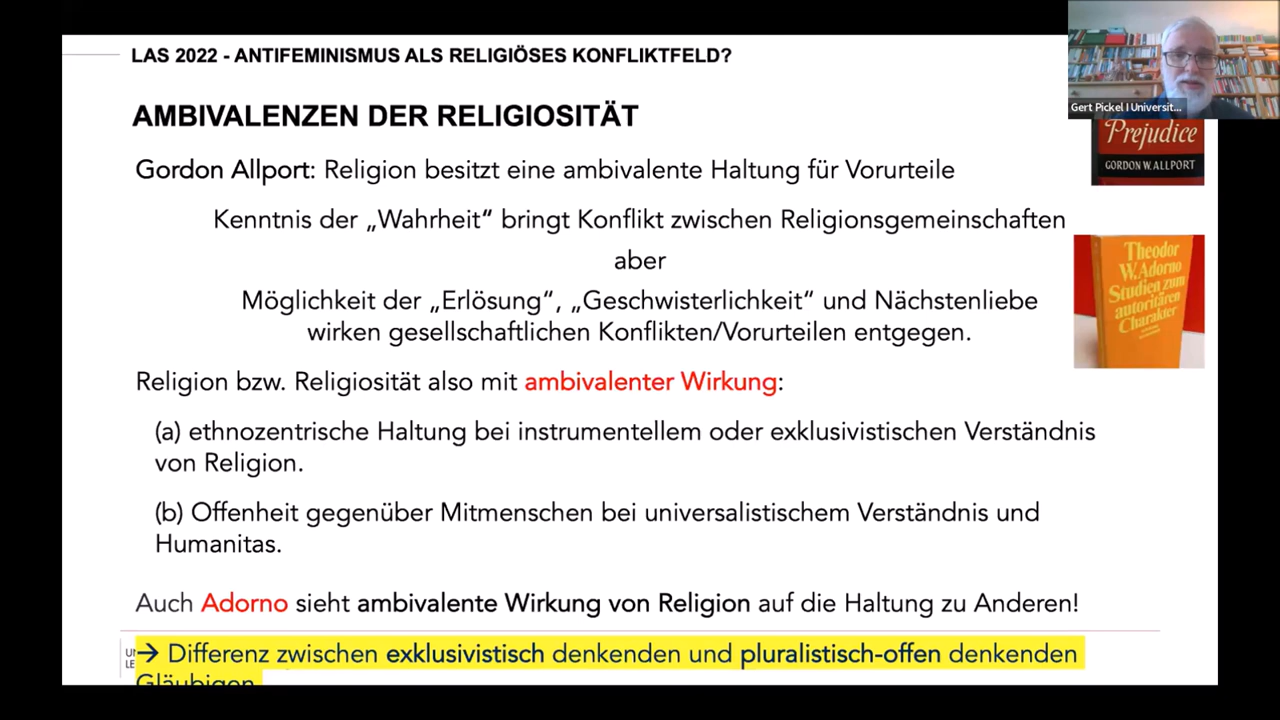 LAS 2022 - ANTIFEMINISMUS ALS RELIGIÖSES KONFLIKTFELD?
Gert Pickel I Universit...
AMBIVALENZEN DER RELIGIOSITÄT
Prejudice
GORDON W. ALLPORT
Gordon Allport: Religion besitzt eine ambivalente Haltung für Vorurteile
Kenntnis der „Wahrheit“ bringt Konflikt zwischen Religionsgemeinschaften
aber
Möglichkeit der „Erlösung“, „Geschwisterlichkeit“ und Nächstenliebe
wirken gesellschaftlichen Konflikten/Vorurteilen entgegen.
Theodor
W. Adorno
Studien zum
autoritären
Charakter
Religion bzw. Religiosität also mit ambivalenter Wirkung:
(a) ethnozentrische Haltung bei instrumentellem oder exklusivistischen Verständnis
von Religion.
(b) Offenheit gegenüber Mitmenschen bei universalistischem Verständnis und
Humanitas.
Auch Adorno sieht ambivalente Wirkung von Religion auf die Haltung zu Anderen!
→ Differenz zwischen exklusivistisch denkenden und pluralistisch-offen denkenden
Gläubigen